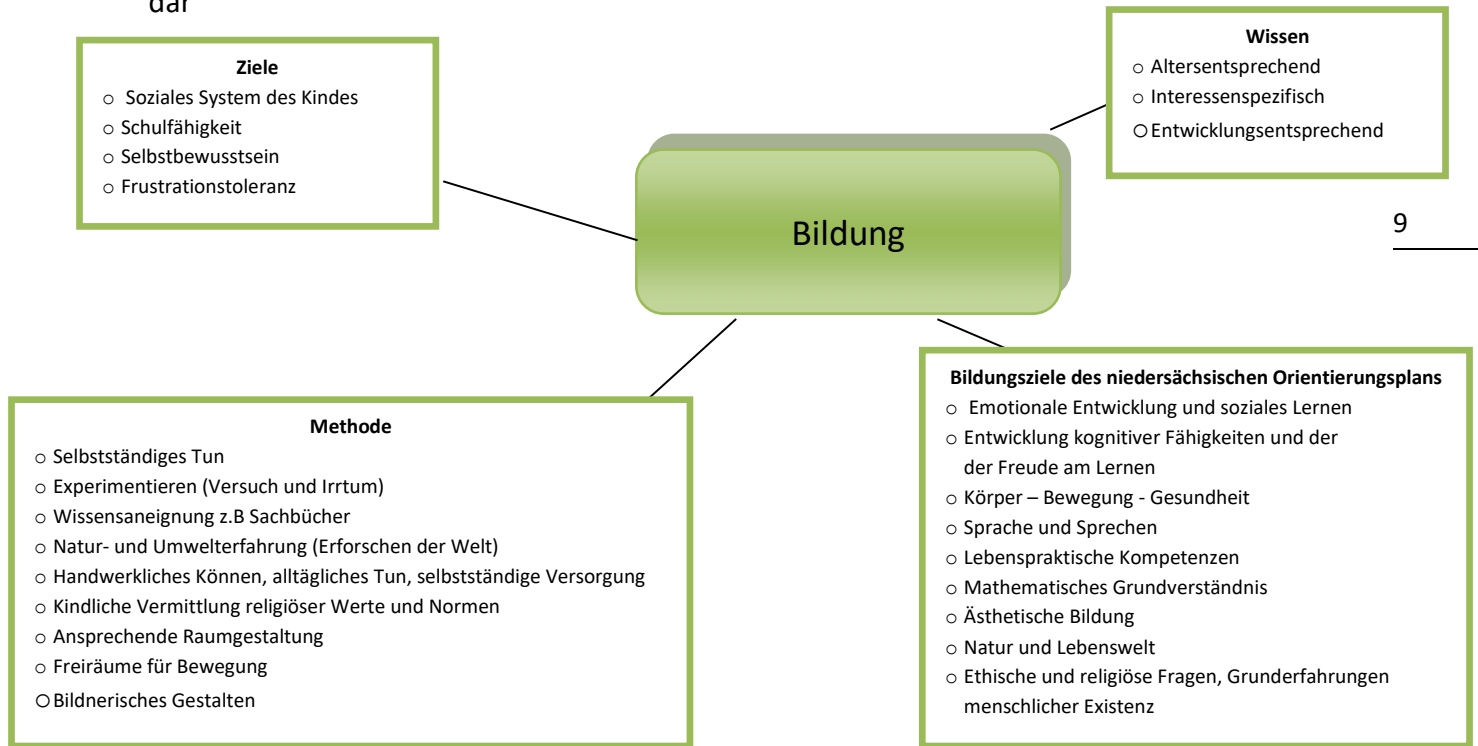 dar
Ziele
○ Soziales System des Kindes
○ Schulfähigkeit
○ Selbstbewusstsein
○ Frustrationstoleranz
Wissen
○ Altersentsprechend
○ Interessenspezifisch
○ Entwicklungsentsprechend
Bildung
9
Methode
○ Selbstständiges Tun
○ Experimentieren (Versuch und Irrtum)
○ Wissensaneignung z.B Sachbücher
○ Natur- und Umwelterfahrung (Erforschen der Welt)
○ Handwerkliches Können, alltägliches Tun, selbstständige Versorgung
○ Kindliche Vermittlung religiöser Werte und Normen
○ Ansprechende Raumgestaltung
○ Freiräume für Bewegung
○ Bildnerisches Gestalten
Bildungsziele des niedersächsischen Orientierungsplans
○ Emotionale Entwicklung und soziales Lernen
○ Entwicklung kognitiver Fähigkeiten und der
der Freude am Lernen
○ Körper – Bewegung - Gesundheit
○ Sprache und Sprechen
○ Lebenspraktische Kompetenzen
○ Mathematisches Grundverständnis
○ Ästhetische Bildung
○ Natur und Lebenswelt
○ Ethische und religiöse Fragen, Grunderfahrungen
menschlicher Existenz